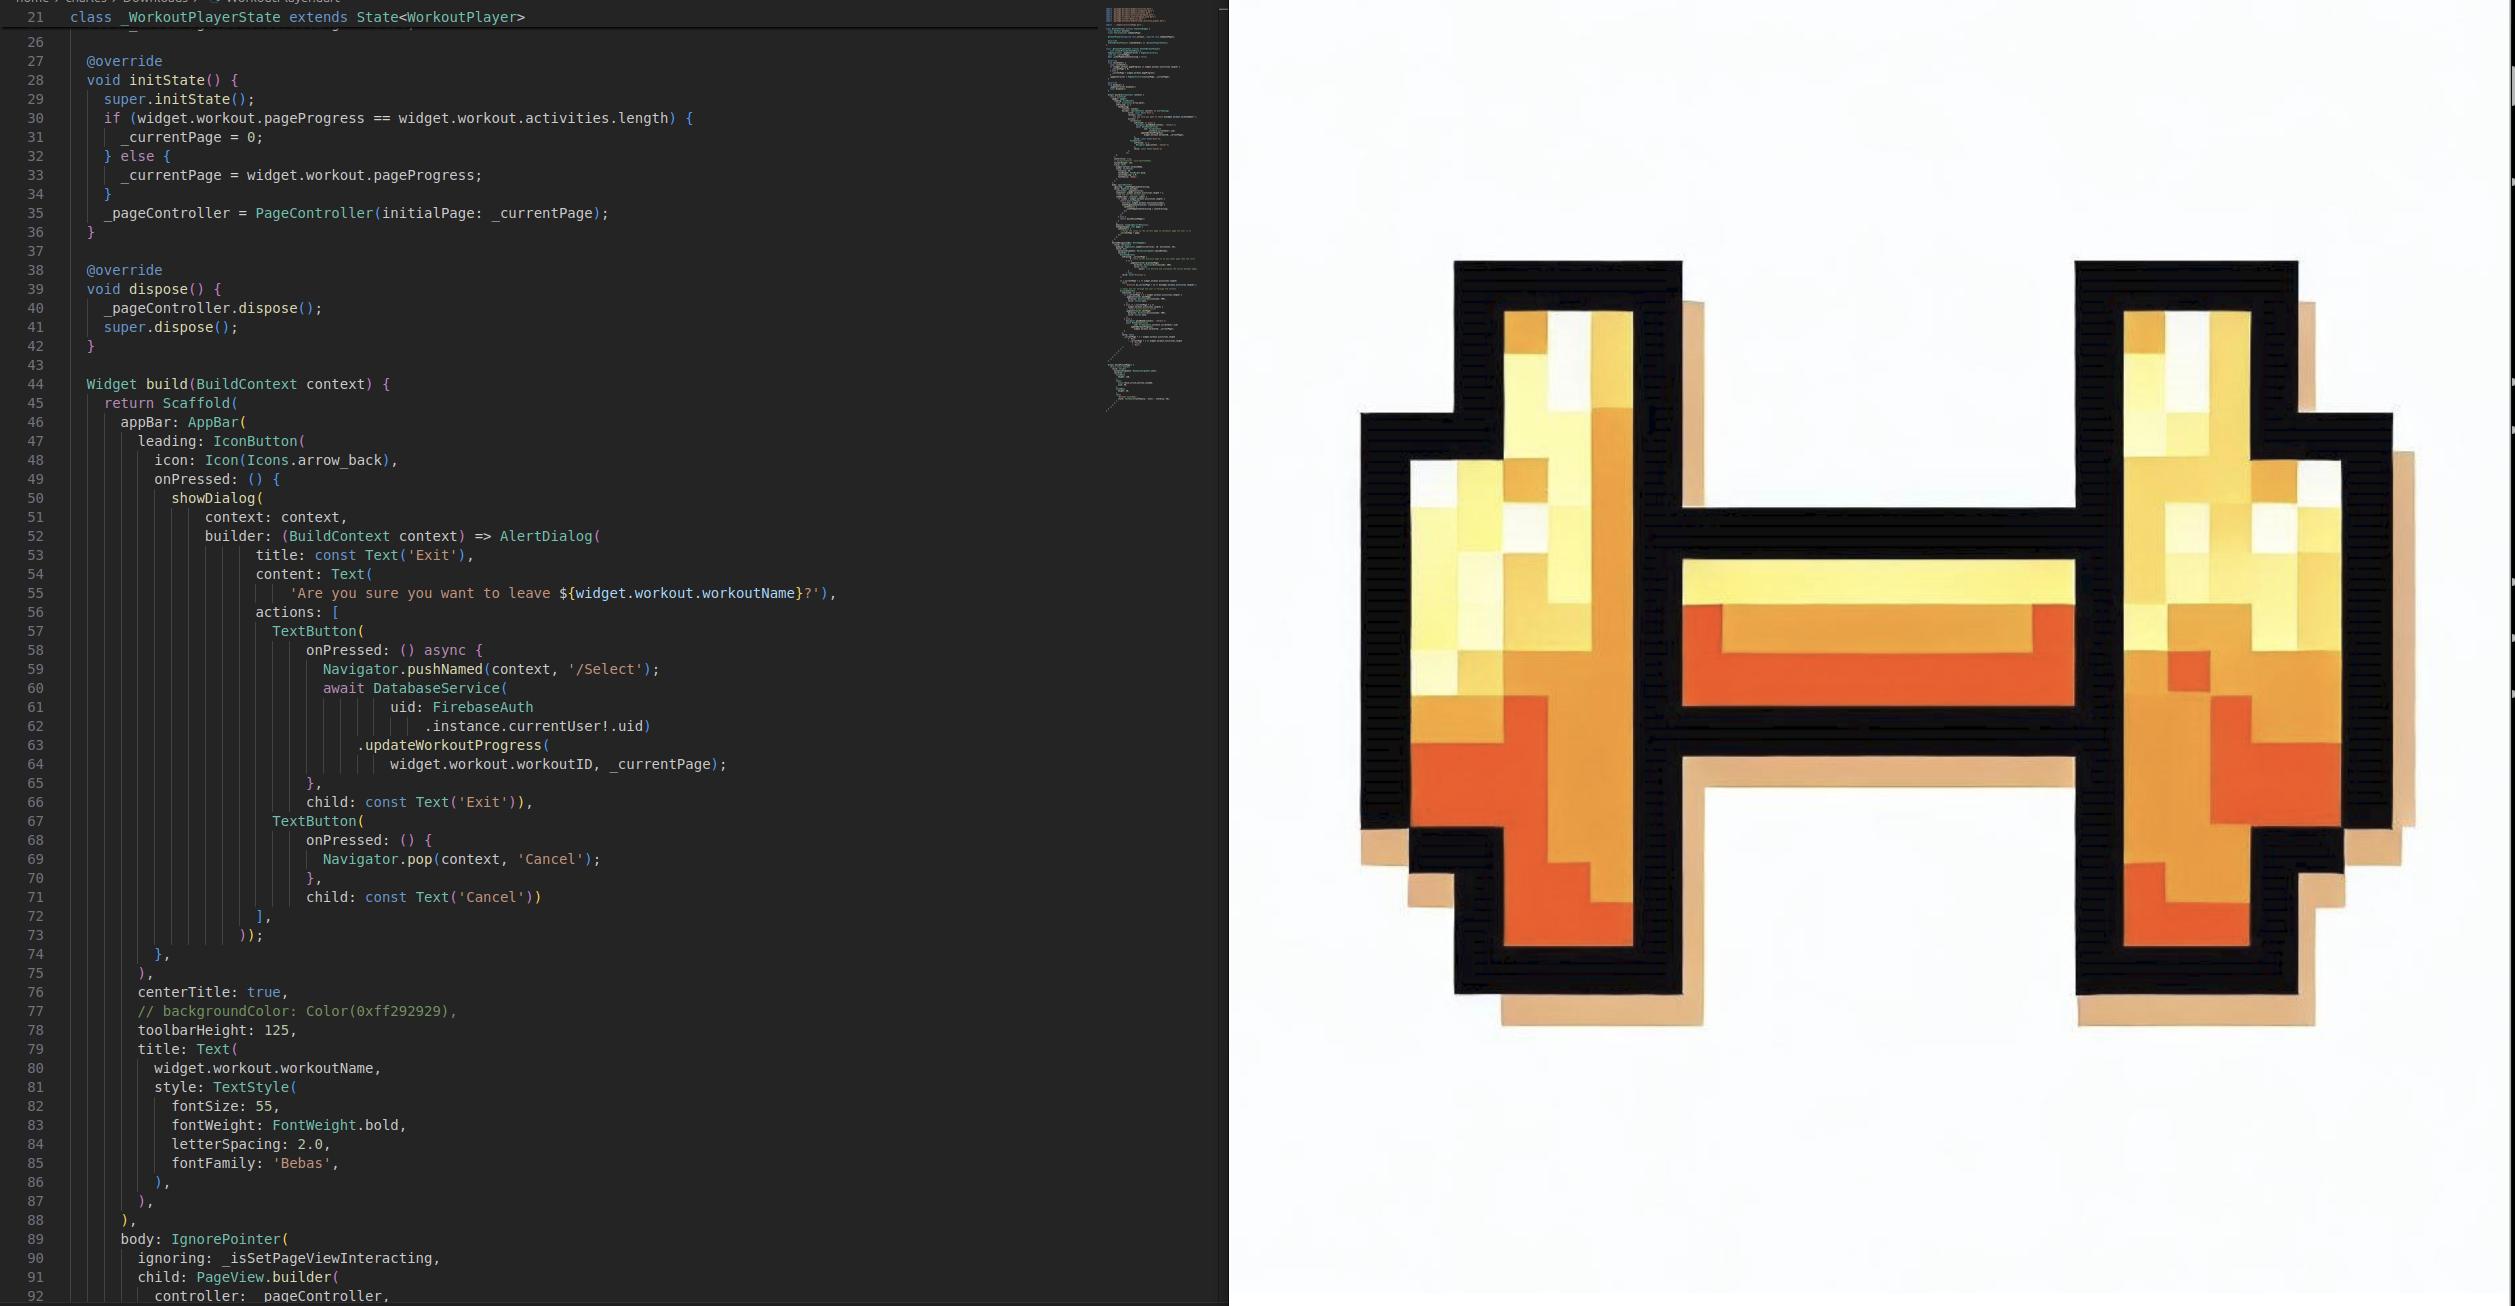 home > charles > Downloads > WorkoutPlayer.dart
21 class _WorkoutPlayerState extends State<WorkoutPlayer>
26
27 @override
28 void initState() {
29 super.initState();
30 if (widget.workout.pageProgress == widget.workout.activities.length) {
31 _currentPage = 0;
32 } else {
33 _currentPage = widget.workout.pageProgress;
34 }
35 _pageController = PageController(initialPage: _currentPage);
36 }
37
38 @override
39 void dispose() {
40 _pageController.dispose();
41 super.dispose();
42 }
43
44 Widget build(BuildContext context) {
45 return Scaffold(
46 appBar: AppBar(
47 leading: IconButton(
48 icon: Icon(Icons.arrow_back),
49 onPressed: () {
50 showDialog(
51 context: context,
52 builder: (BuildContext context) => AlertDialog(
53 title: const Text('Exit'),
54 content: Text(
55 'Are you sure you want to leave ${widget.workout.workoutName}?'),
56 actions: [
57 TextButton(
58 onPressed: () async {
59 Navigator.pushNamed(context, '/Select');
60 await DatabaseService(
61 uid: FirebaseAuth
62 .instance.currentUser!.uid)
63 .updateWorkoutProgress(
64 widget.workout.workoutID, _currentPage);
65 },
66 child: const Text('Exit')),
67 TextButton(
68 onPressed: () {
69 Navigator.pop(context, 'Cancel');
70 },
71 child: const Text('Cancel'))
72 ],
73 ));
74 },
75 ),
76 centerTitle: true,
77 // backgroundColor: Color(0xff292929),
78 toolbarHeight: 125,
79 title: Text(
80 widget.workout.workoutName,
81 style: TextStyle(
82 fontSize: 55,
83 fontWeight: FontWeight.bold,
84 letterSpacing: 2.0,
85 fontFamily: 'Bebas',
86 ),
87 ),
88 ),
89 body: IgnorePointer(
90 ignoring: _isSetPageViewInteracting,
91 child: PageView.builder(
92 controller: _pageController,